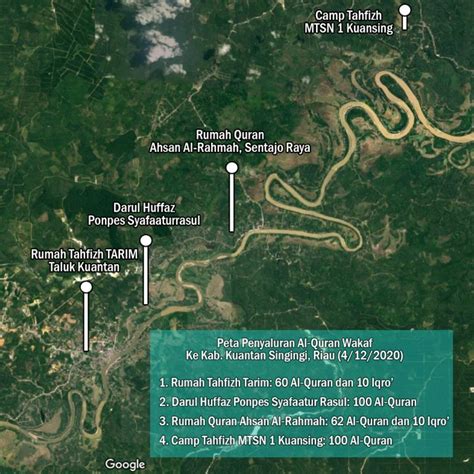 Camp Tahfizh
MTSN 1 Kuansing
Rumah Quran
Ahsan Al-Rahmah, Sentajo Raya
Darul Huffaz
Ponpes Syafaaturrasul
Rumah Tahfizh TARIM
Taluk Kuantan
Peta Penyaluran Al-Quran Wakaf
Ke Kab. Kuantan Singingi, Riau (4/12/2020)
1. Rumah Tahfizh Tarim: 60 Al-Quran dan 10 Iqro'
2. Darul Huffaz Ponpes Syafaatur Rasul: 100 Al-Quran
3. Rumah Quran Ahsan Al-Rahmah: 62 Al-Quran dan 10 Iqro'
4. Camp Tahfizh MTSN 1 Kuansing: 100 Al-Quran
Google